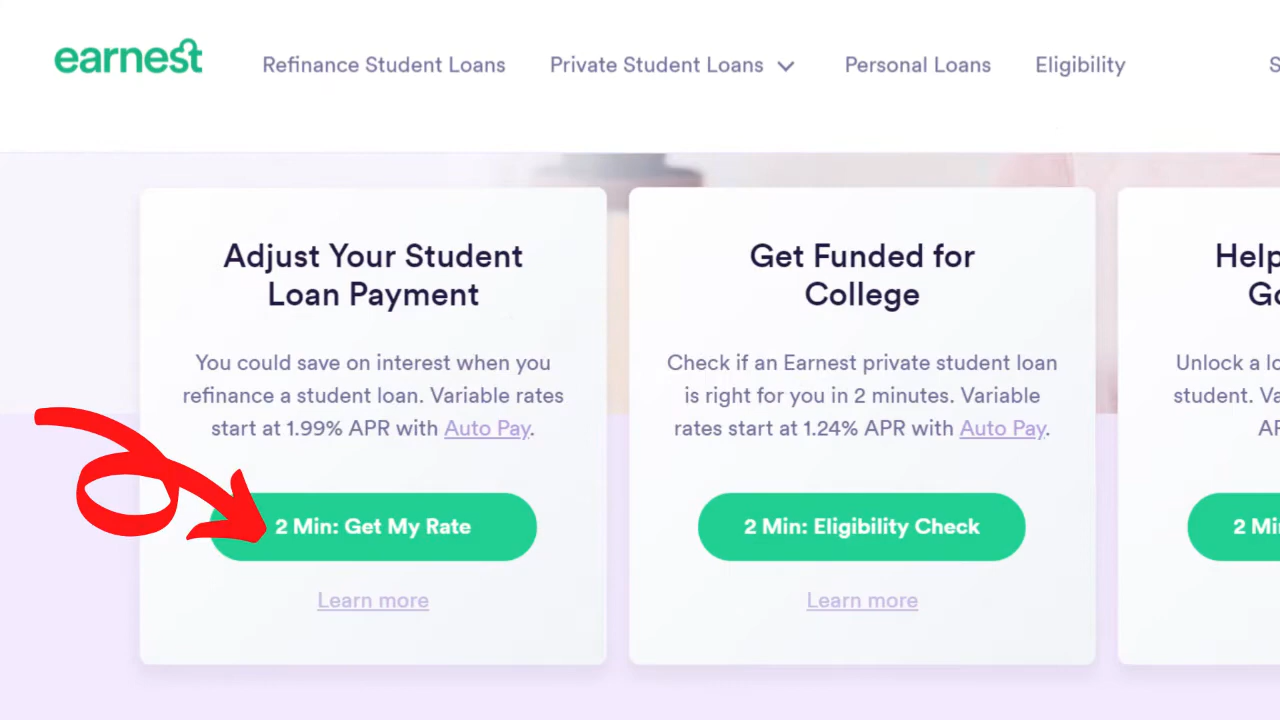 earnest
Refinance Student Loans
Private Student Loans
Personal Loans
Eligibility
Adjust Your Student
Loan Payment
You could save on interest when you
refinance a student loan. Variable rates
start at 1.99% APR with Auto Pay.
2 Min: Get My Rate
Learn more
Get Funded for
College
Check if an Earnest private student loan
is right for you in 2 minutes. Variable
rates start at 1.24% APR with Auto Pay.
2 Min: Eligibility Check
Learn more
Help
Unlock a
student.
2